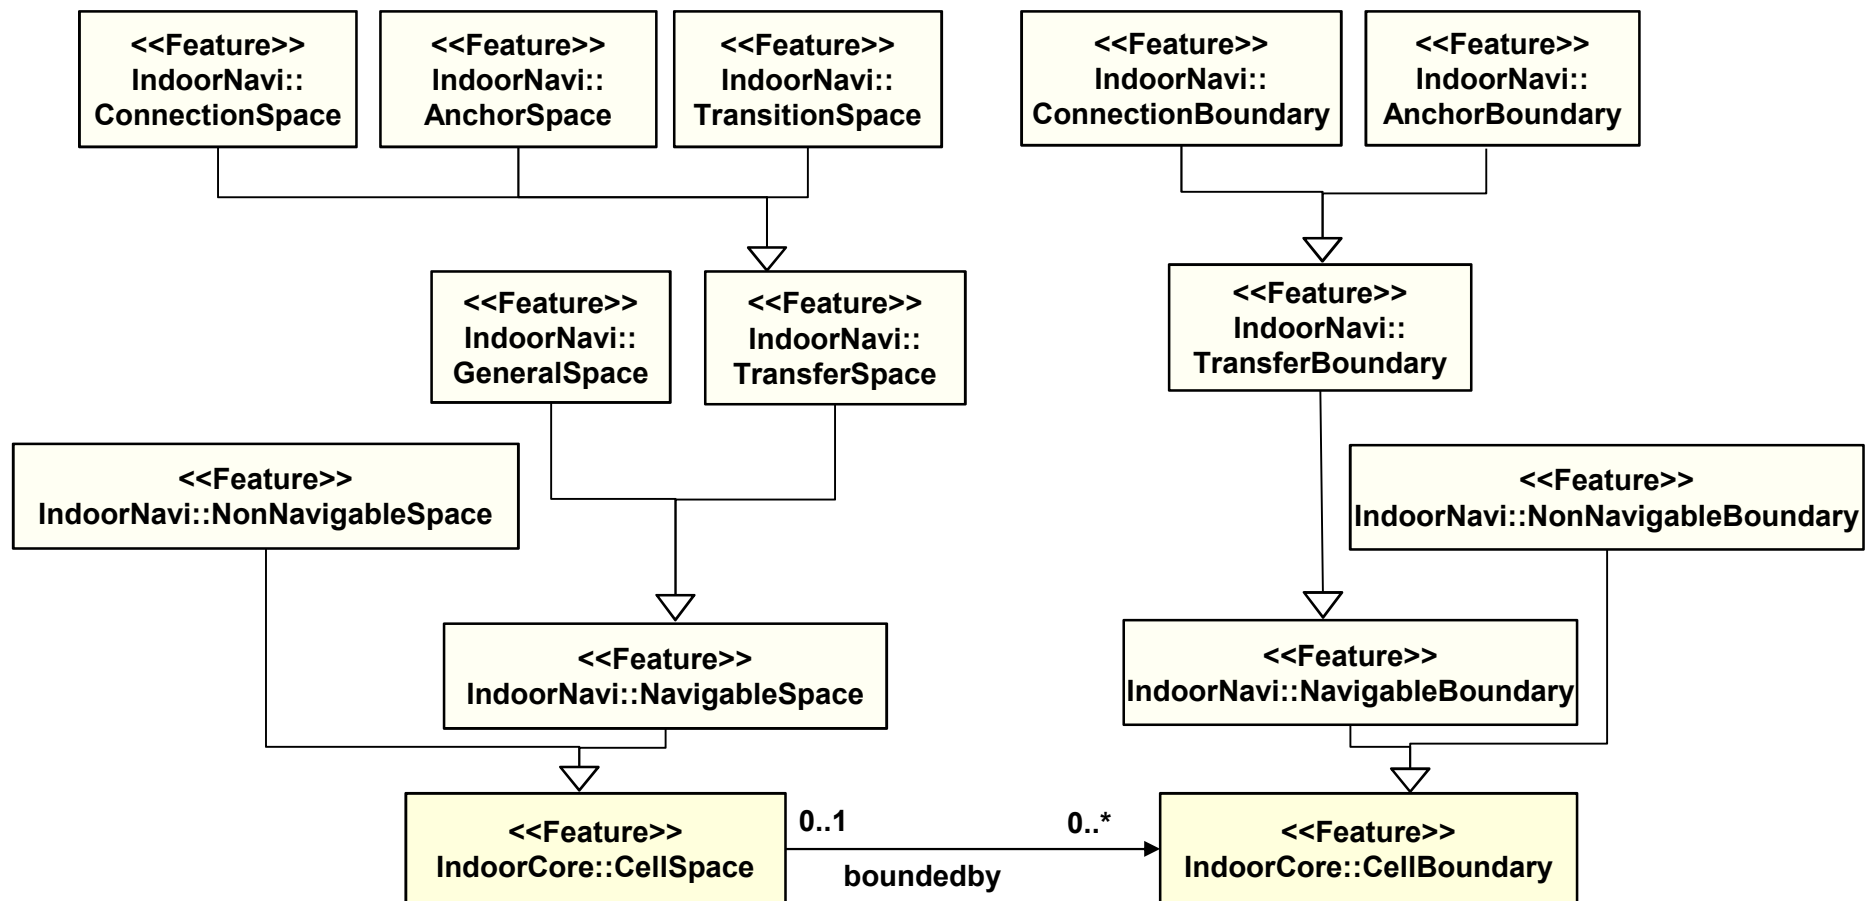 <<Feature>>
IndoorNavi::
ConnectionSpace
<<Feature>>
IndoorNavi::
AnchorSpace
<<Feature>>
IndoorNavi::
TransitionSpace
<<Feature>>
IndoorNavi::
ConnectionBoundary
<<Feature>>
IndoorNavi::
AnchorBoundary
<<Feature>>
IndoorNavi::
GeneralSpace
<<Feature>>
IndoorNavi::
TransferSpace
<<Feature>>
IndoorNavi::
TransferBoundary
<<Feature>>
IndoorNavi::NonNavigableSpace
<<Feature>>
IndoorNavi::NonNavigableBoundary
<<Feature>>
IndoorNavi::NavigableSpace
<<Feature>>
IndoorNavi::NavigableBoundary
<<Feature>>
IndoorCore::CellSpace
0..1
0..*
boundedby
<<Feature>>
IndoorCore::CellBoundary